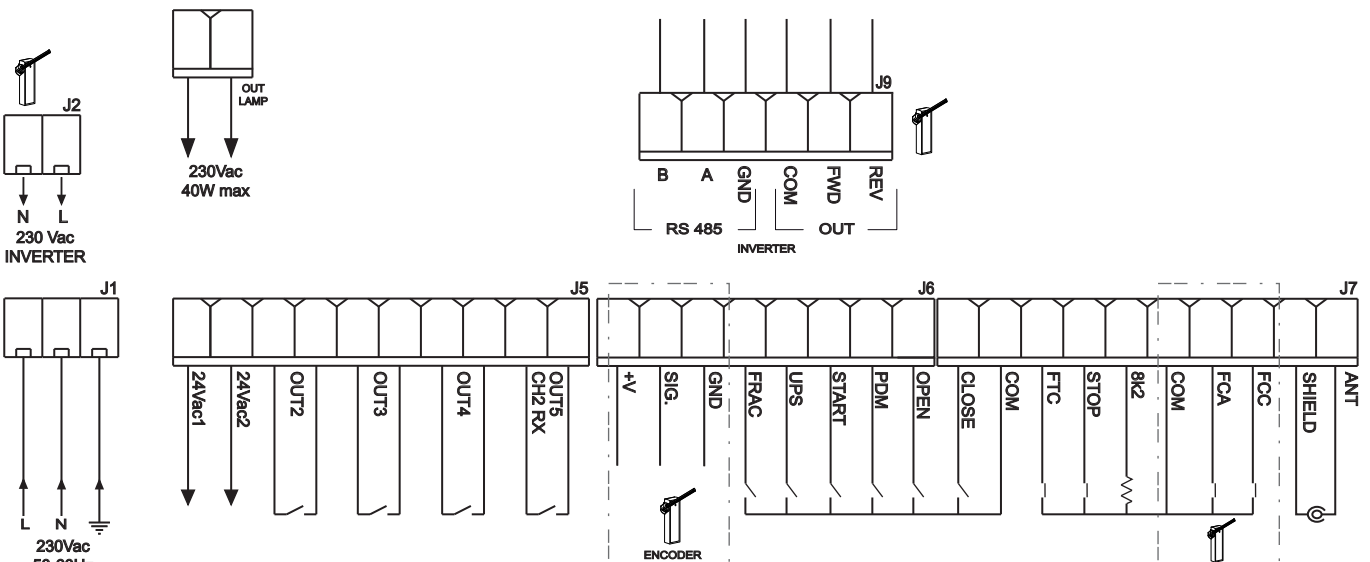 OUT
LAMP
230Vac
40W max
J2
N L
230 Vac
INVERTER
J9
B A GND COM FWD REV
RS 485 OUT
INVERTER
J1
L N
230Vac
J5
24Vac1 24Vac2 OUT2 OUT3 OUT4 OUT5
CH2 RX
J6
+V SIG. GND FRAC UPS START PDM OPEN
ENCODER
J7
CLOSE COM FTC STOP 8k2 COM FCA FCC SHIELD ANT